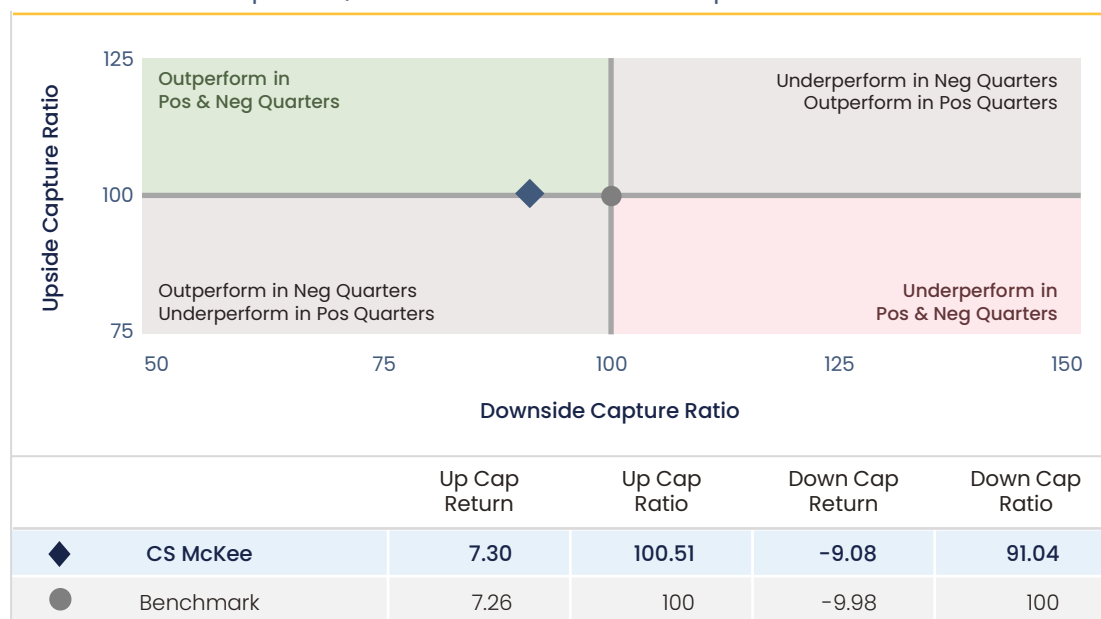 125
Outperform in
Pos & Neg Quarters
Underperform in Neg Quarters
Outperform in Pos Quarters
Upside Capture Ratio
100
Outperform in Neg Quarters
Underperform in Pos Quarters
Underperform in
Pos & Neg Quarters
75
50 75 100 125 150
Downside Capture Ratio
Up Cap Return Up Cap Ratio Down Cap Return Down Cap Ratio
CS McKee 7.30 100.51 -9.08 91.04
Benchmark 7.26 100 -9.98 100